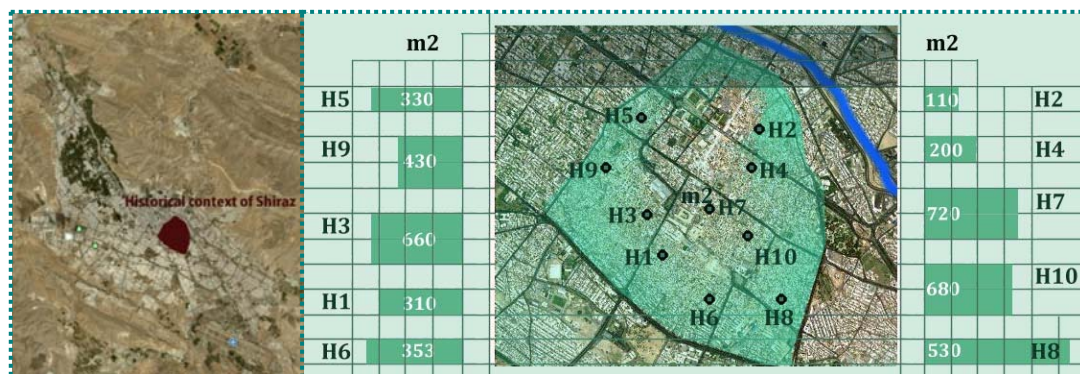 Historical context of Shiraz
m2
H5 330
H9 430
H3 660
H1 310
H6 353
H5
H2
H9
H4
m2
H7
H3
H1
H10
H6
H8
m2
110 H2
200 H4
720 H7
680 H10
530 H8